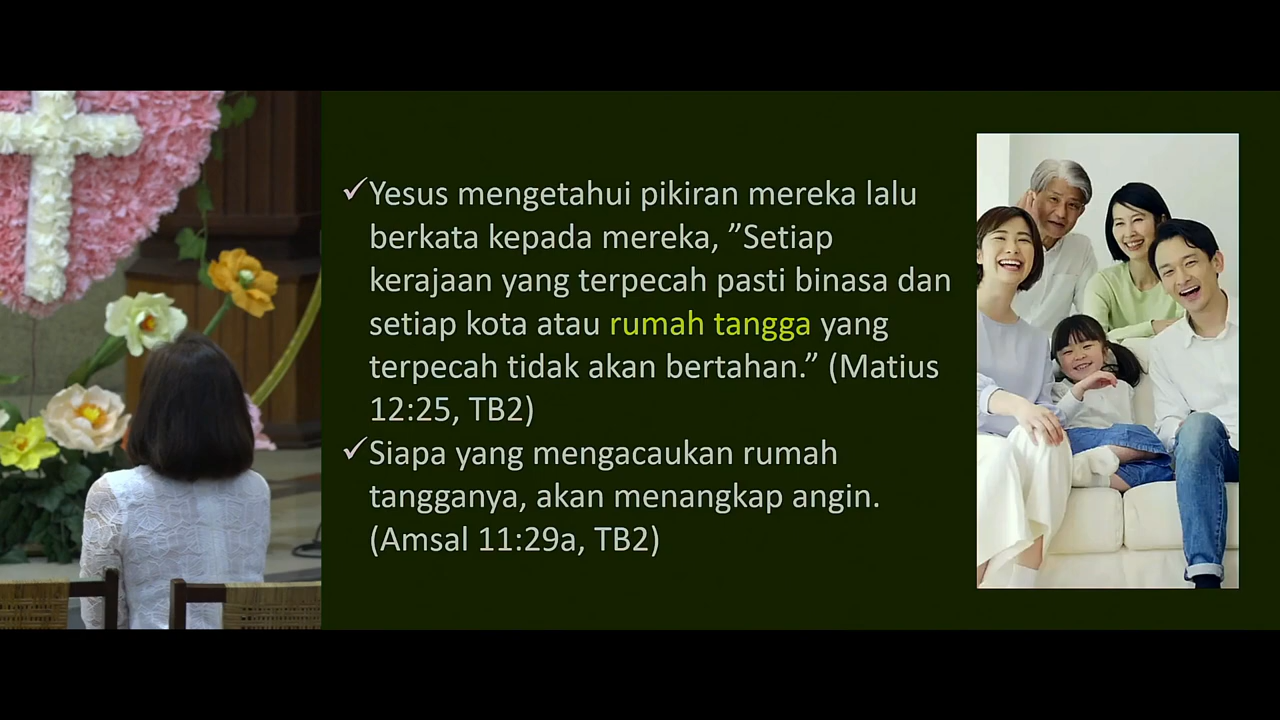 ✓Yesus mengetahui pikiran mereka lalu
berkata kepada mereka, ”Setiap
kerajaan yang terpecah pasti binasa dan
setiap kota atau rumah tangga yang
terpecah tidak akan bertahan.” (Matius
12:25, TB2)
✓Siapa yang mengacaukan rumah
tangganya, akan menangkap angin.
(Amsal 11:29a, TB2)